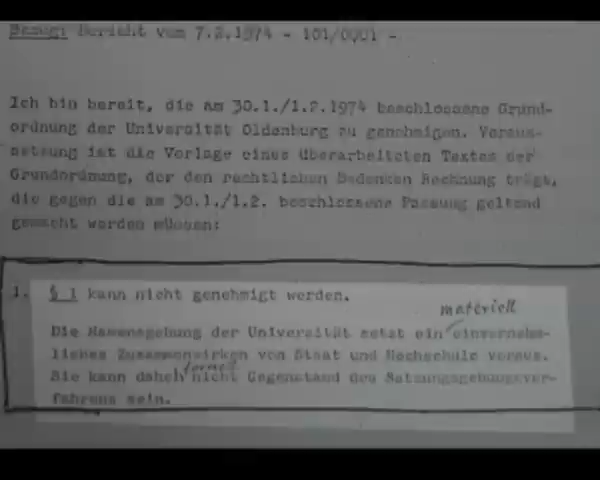 Bezug: Bericht vom 7.2.1974 - 101/0001 -
Ich bin bereit, die am 30.1./1.2.1974 beschlossene Grund-
ordnung der Universität Oldenburg zu genehmigen. Voraus-
setzung ist die Vorlage eines überarbeiteten Textes der
Grundordnung, der den rechtlichen Bedenken Rechnung trägt,
die gegen die am 30.1./1.2. beschlossene Fassung geltend
gemacht werden müssen:
1. § 1 kann nicht genehmigt werden.
materiell
Die Namensgebung der Universität setzt ein einvernehm-
liches Zusammenwirken von Staat und Hochschule voraus.
formell
Sie kann daher nicht Gegenstand des Satzungsgebungsver-
fahrens sein.